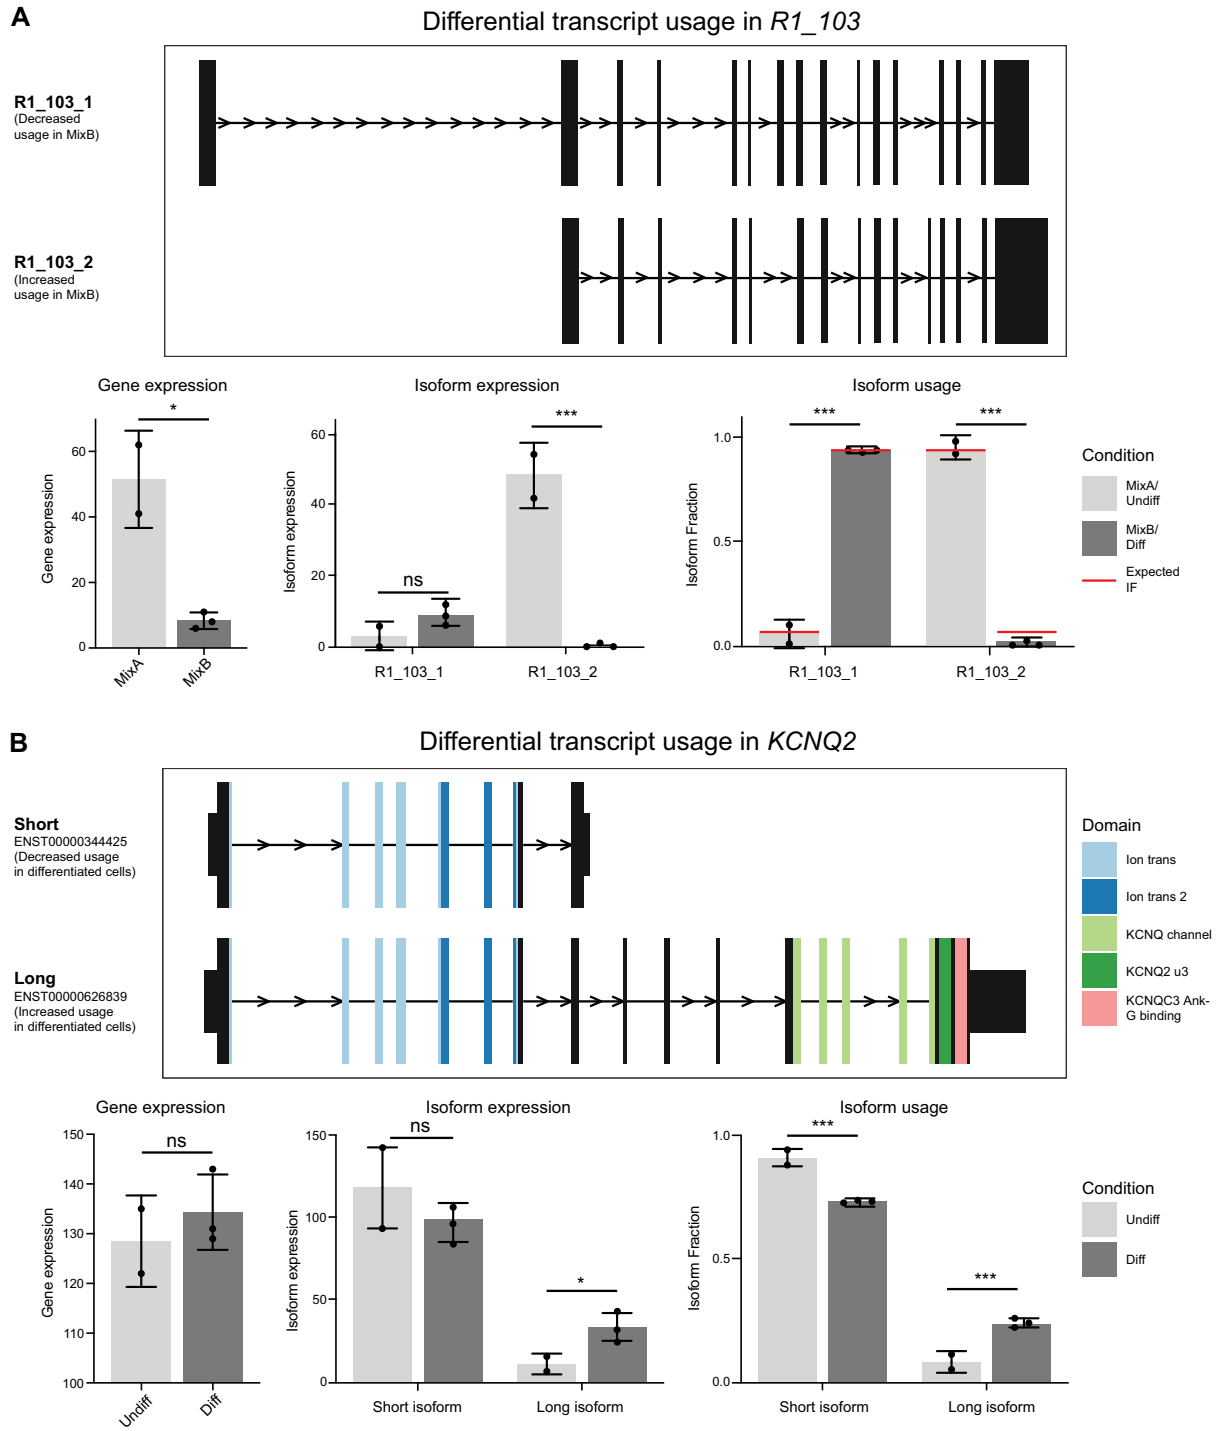 A
Differential transcript usage in R1_103
R1_103_1
(Decreased
usage in MixB)
R1_103_2
(Increased
usage in MixB)
Gene expression
Isoform expression
Isoform usage
*
ns
***
***
***
Gene expression
60
40
20
0
MixA
MixB
Isoform expression
60
40
20
0
R1_103_1
R1_103_2
Isoform Fraction
1.0
0.5
0.0
R1_103_1
R1_103_2
Condition
MixA/
Undiff
MixB/
Diff
Expected
IF
B
Differential transcript usage in KCNQ2
Short
ENST00000344425
(Decreased usage
in differentiated cells)
Long
ENST00000626839
(Increased usage
in differentiated cells)
Domain
Ion trans
Ion trans 2
KCNQ channel
KCNQ2 u3
KCNQC3 Ank-
G binding
Gene expression
Isoform expression
Isoform usage
ns
ns
*
***
***
Gene expression
150
140
130
120
110
100
Undiff
Diff
Isoform expression
150
100
50
0
Short isoform
Long isoform
Isoform Fraction
1.0
0.5
0.0
Short isoform
Long isoform
Condition
Undiff
Diff